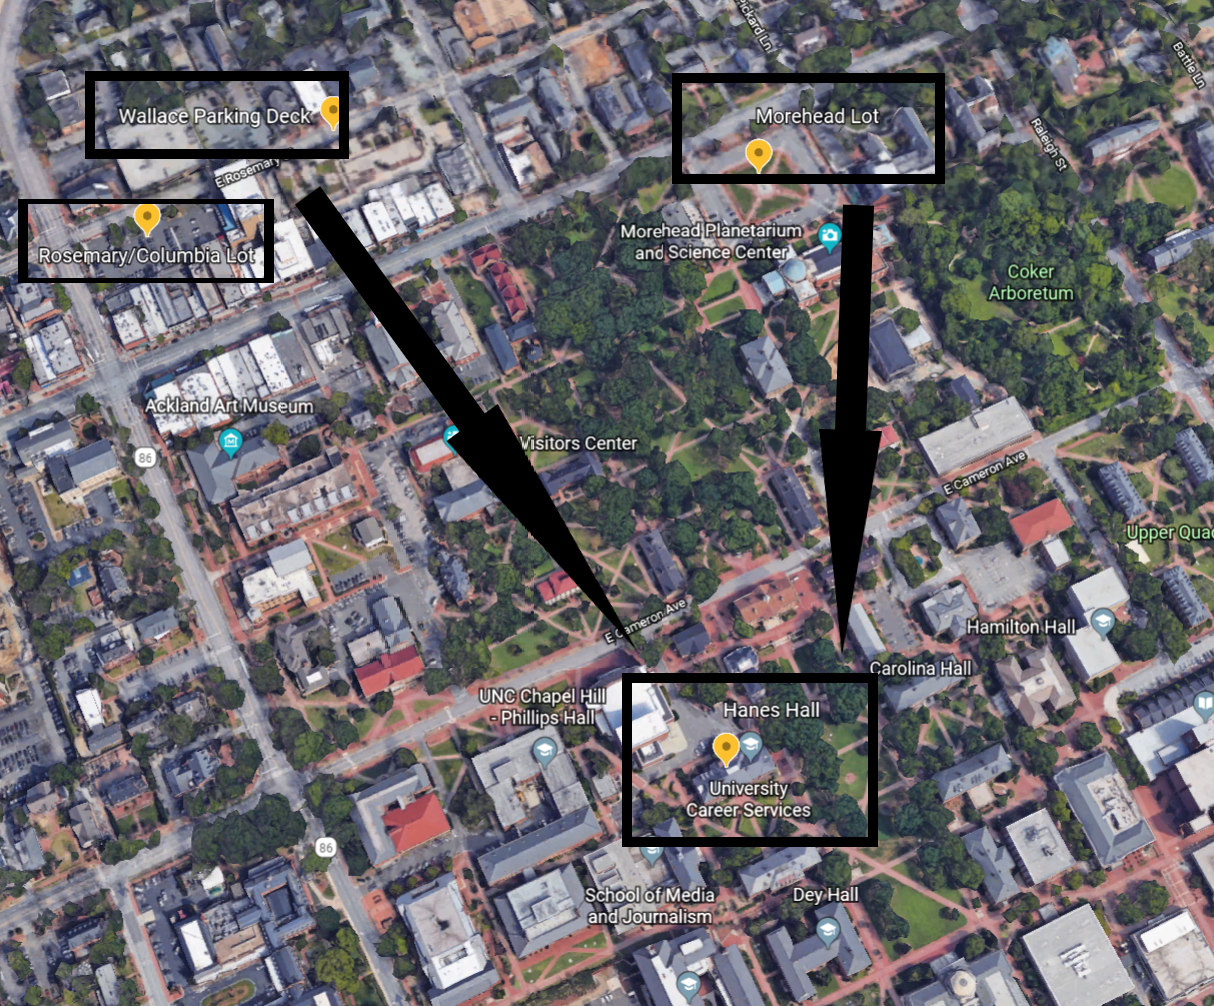 Pickard Ln
Battle Ln
Wallace Parking Deck
Morehead Lot
Raleigh St
E Rosemary
Rosemary/Columbia Lot
Morehead Planetarium
and Science Center
Coker
Arboretum
Ackland Art Museum
Visitors Center
86
E Cameron Ave
Upper Quad
E Cameron Ave
Hamilton Hall
Carolina Hall
UNC Chapel Hill
- Phillips Hall
Hanes Hall
University
Career Services
86
School of Media
and Journalism
Dey Hall